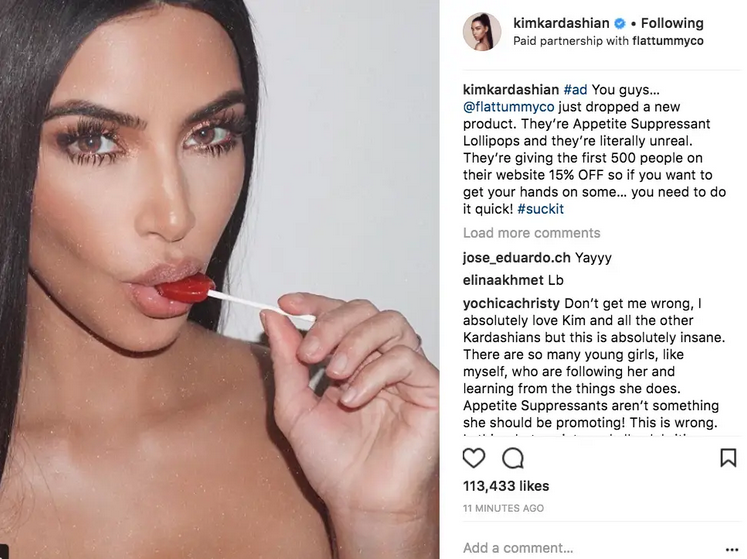 kimkardashian • Following
Paid partnership with flattummyco
kimkardashian #ad You guys...
@flattummyco just dropped a new
product. They're Appetite Suppressant
Lollipops and they're literally unreal.
They're giving the first 500 people on
their website 15% OFF so if you want to
get your hands on some... you need to do
it quick! #suckit
Load more comments
jose_eduardo.ch Yayyy
elinaakhmet Lb
yochicachristy Don't get me wrong, I
absolutely love Kim and all the other
Kardashians but this is absolutely insane.
There are so many young girls, like
myself, who are following her and
learning from the things she does.
Appetite Suppressants aren't something
she should be promoting! This is wrong.
113,433 likes
11 MINUTES AGO
Add a comment...